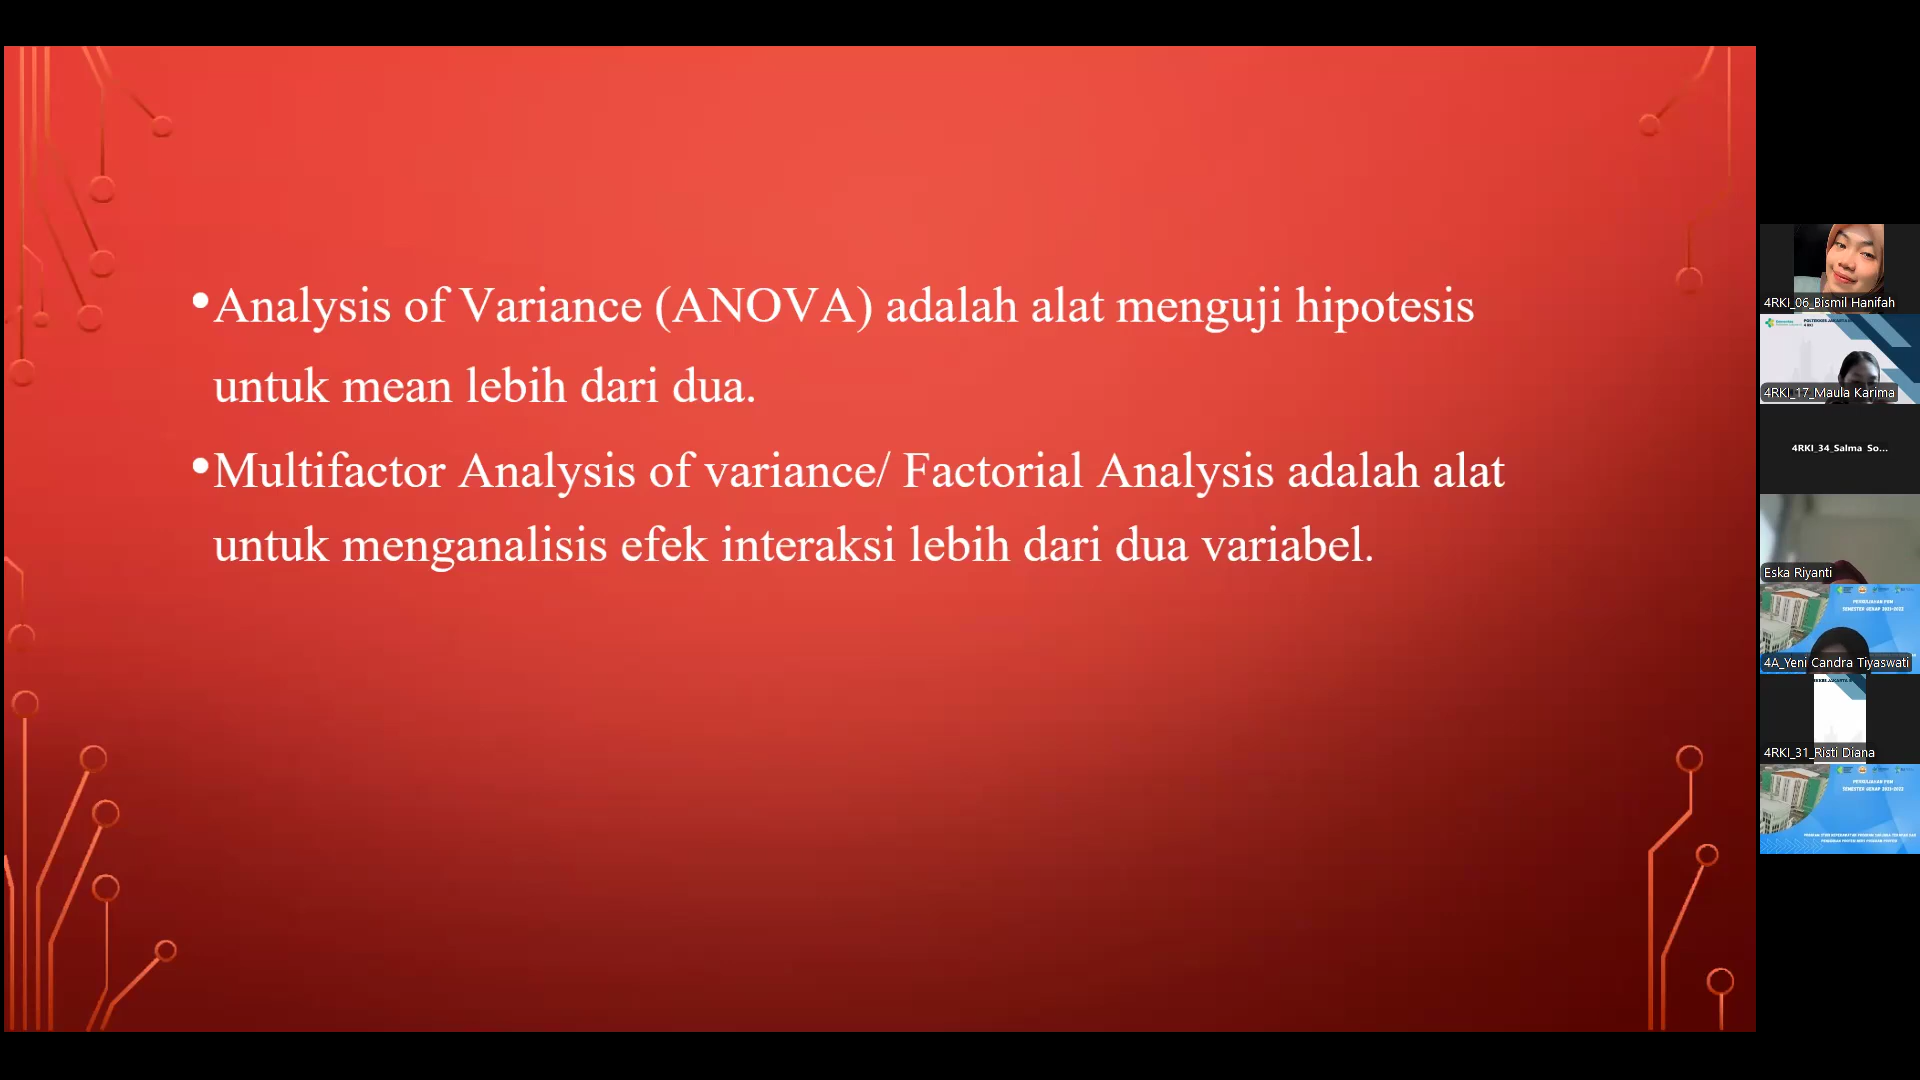 •Analysis of Variance (ANOVA) adalah alat menguji hipotesis
untuk mean lebih dari dua.
•Multifactor Analysis of variance/ Factorial Analysis adalah alat
untuk menganalisis efek interaksi lebih dari dua variabel.
4RKI_06_Bismil Hanifah
4RKI_17_Maula Karima
4RKI_34_Salma So...
Eska Riyanti
4A_Yeni Candra Tiyaswati
4RKI_31_Risti Diana